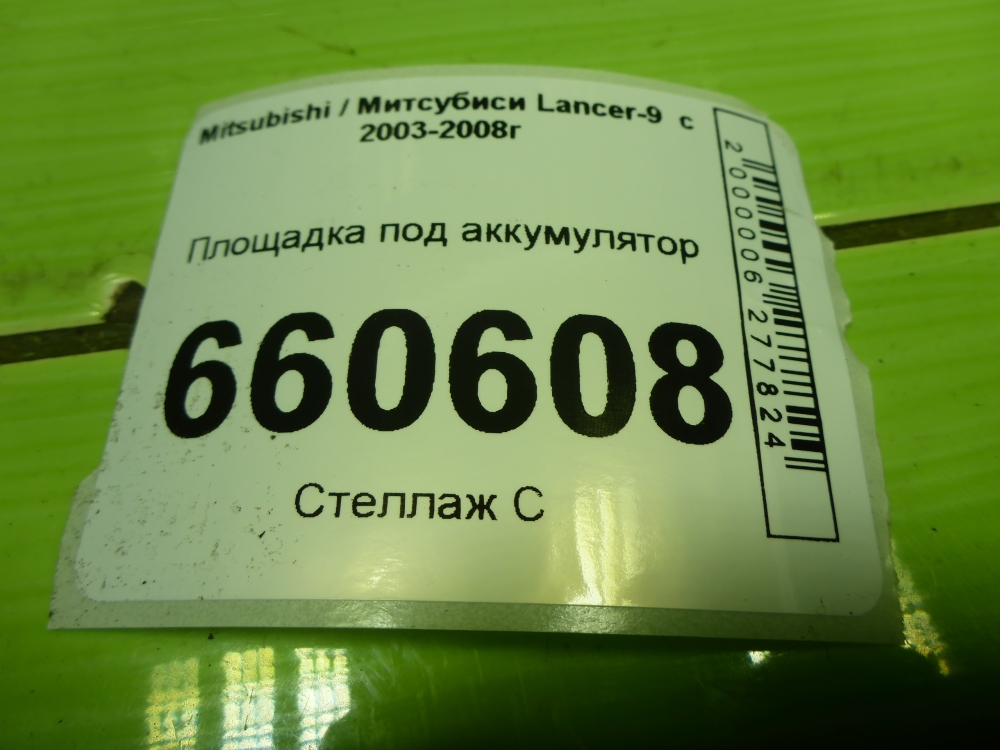 Mitsubishi / Митсубиси Lancer-9 с
2003-2008г
Площадка под аккумулятор
660608
Стеллаж С
2000006277824